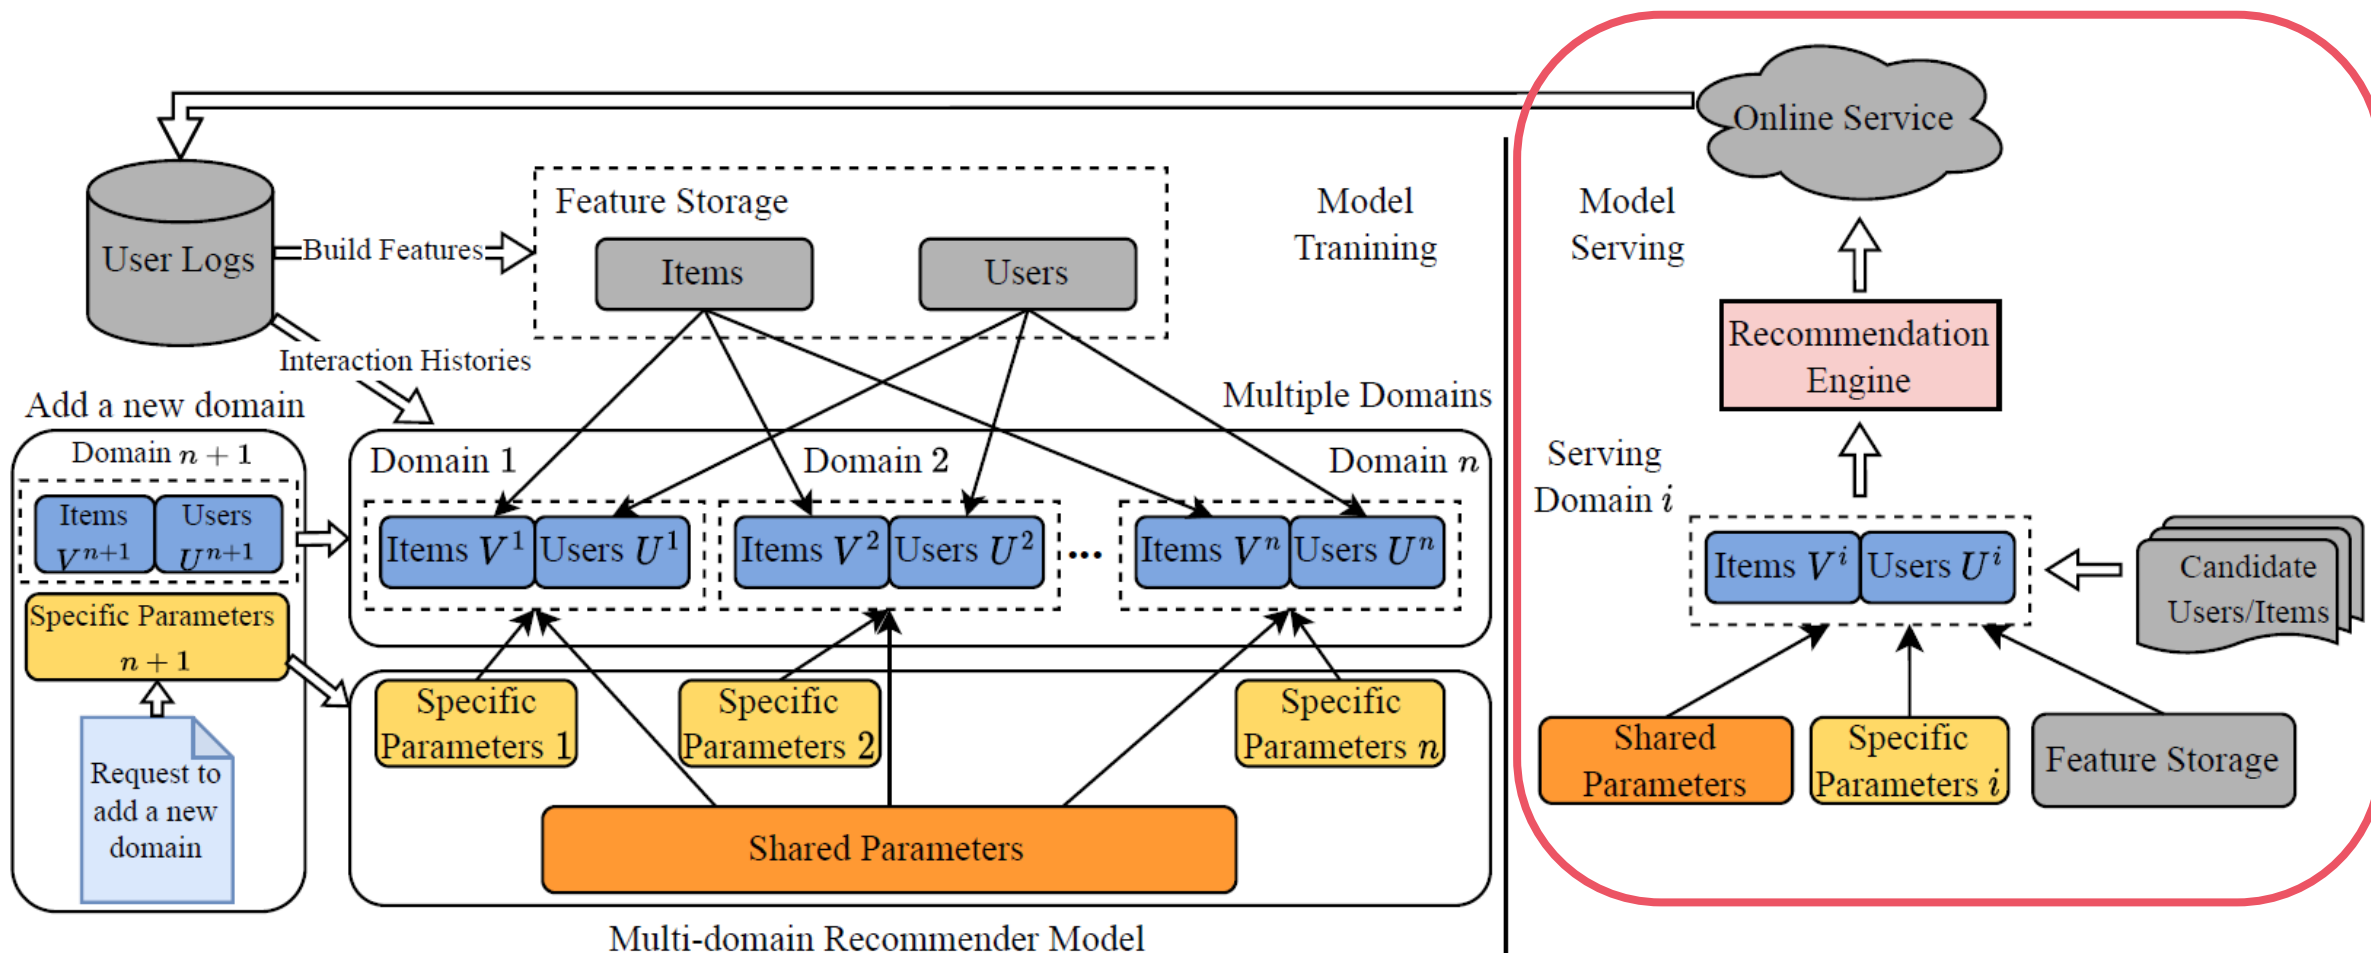 Online Service
Feature Storage
Model
Tranining
Model
Serving
User Logs
Build Features
Items
Users
Recommendation
Engine
Interaction Histories
Add a new domain
Multiple Domains
Domain n + 1
Domain 1
Domain 2
Domain n
Serving
Domain i
Items
V^{n+1}
Users
U^{n+1}
Items V^1
Users U^1
Items V^2
Users U^2
...
Items V^n
Users U^n
Items V^i
Users U^i
Candidate
Users/Items
Specific Parameters
n + 1
Specific
Parameters 1
Specific
Parameters 2
Specific
Parameters n
Shared
Parameters
Specific
Parameters i
Feature Storage
Request to
add a new
domain
Shared Parameters
Multi-domain Recommender Model